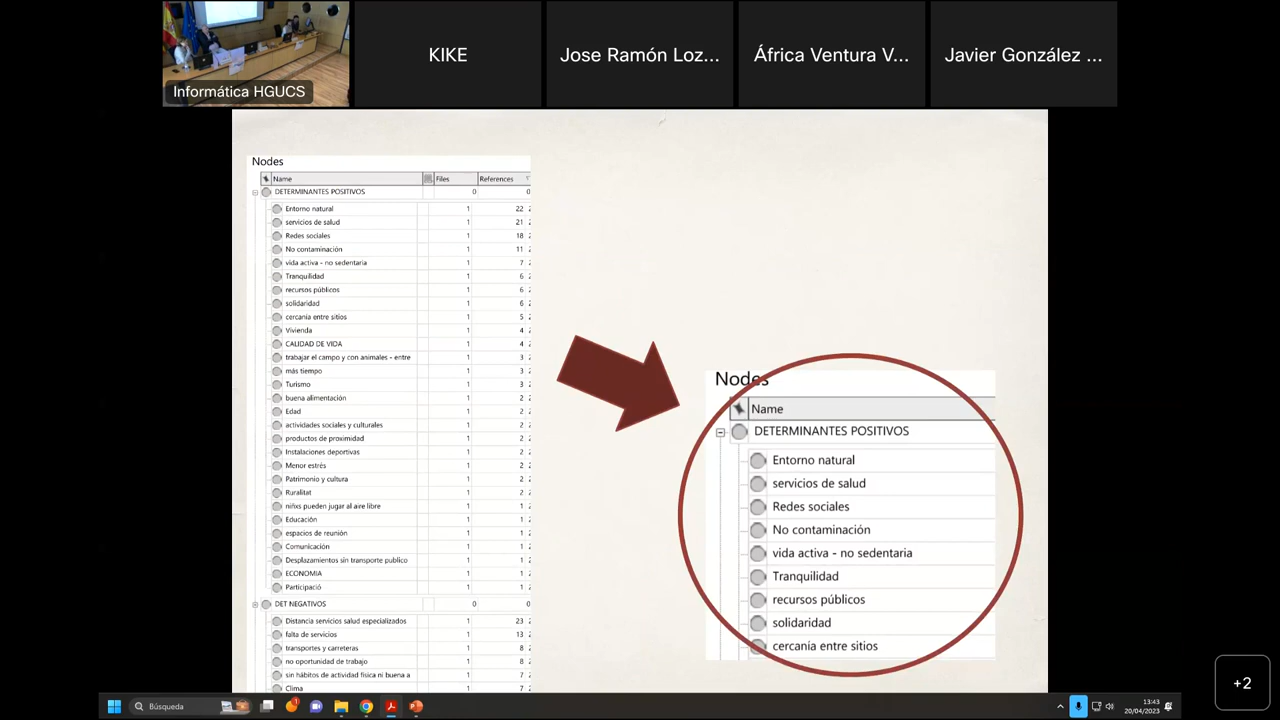 Informática HGUCS
KIKE
Jose Ramón Loz...
África Ventura V...
Javier González ...
Nodes
Name Files References
DETERMINANTES POSITIVOS 0 0
Entorno natural 1 22
servicios de salud 1 21
Redes sociales 1 18
No contaminación 1 11
vida activa - no sedentaria 1 7
Tranquilidad 1 6
recursos públicos 1 6
solidaridad 1 6
cercanía entre sitios 1 5
Vivienda 1 4
CALIDAD DE VIDA 1 4
trabajar el campo y con animales - entre 1 3
más tiempo 1 3
Turismo 1 3
buena alimentación 1 2
Edad 1 2
actividades sociales y culturales 1 2
productos de proximidad 1 2
Instalaciones deportivas 1 2
Menor estrés 1 2
Patrimonio y cultura 1 2
Ruralitat 1 2
niñxs pueden jugar al aire libre 1 1
Educación 1 1
espacios de reunión 1 1
Comunicación 1 1
Desplazamientos sin transporte publico 1 1
ECONOMIA 1 1
Participació 1 1
DET NEGATIVOS 0 0
Distancia servicios salud especializados 1 23
falta de servicios 1 13
transportes y carreteras 1 8
no oportunidad de trabajo 1 8
sin hábitos de actividad física ni buena a 1 7
Clima 1 7
Nodes
Name
DETERMINANTES POSITIVOS
Entorno natural
servicios de salud
Redes sociales
No contaminación
vida activa - no sedentaria
Tranquilidad
recursos públicos
solidaridad
cercanía entre sitios
+2
Búsqueda
13:43
20/04/2023